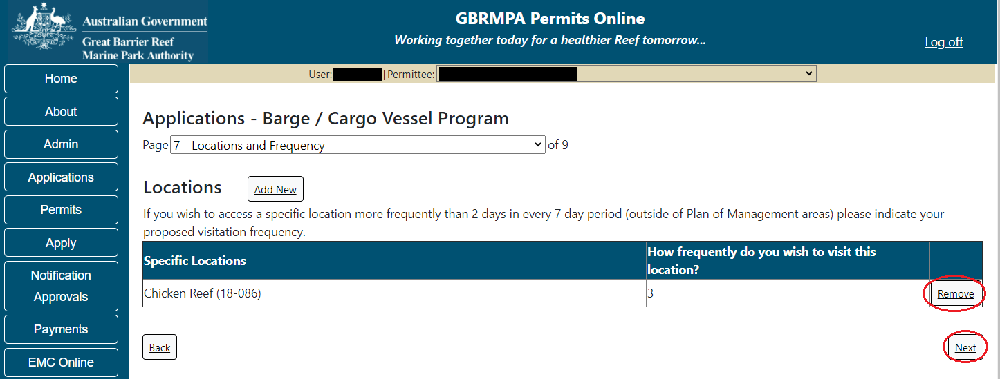 Australian Government
Great Barrier Reef
Marine Park Authority
GBRMPA Permits Online
Working together today for a healthier Reef tomorrow...
Log off
Home
About
Admin
Applications
Permits
Apply
Notification
Approvals
Payments
EMC Online
User: | Permittee:
Applications - Barge / Cargo Vessel Program
Page 7 - Locations and Frequency of 9
Locations Add New
If you wish to access a specific location more frequently than 2 days in every 7 day period (outside of Plan of Management areas) please indicate your
proposed visitation frequency.
Specific Locations
How frequently do you wish to visit this
location?
Chicken Reef (18-086) 3 Remove
Back Next